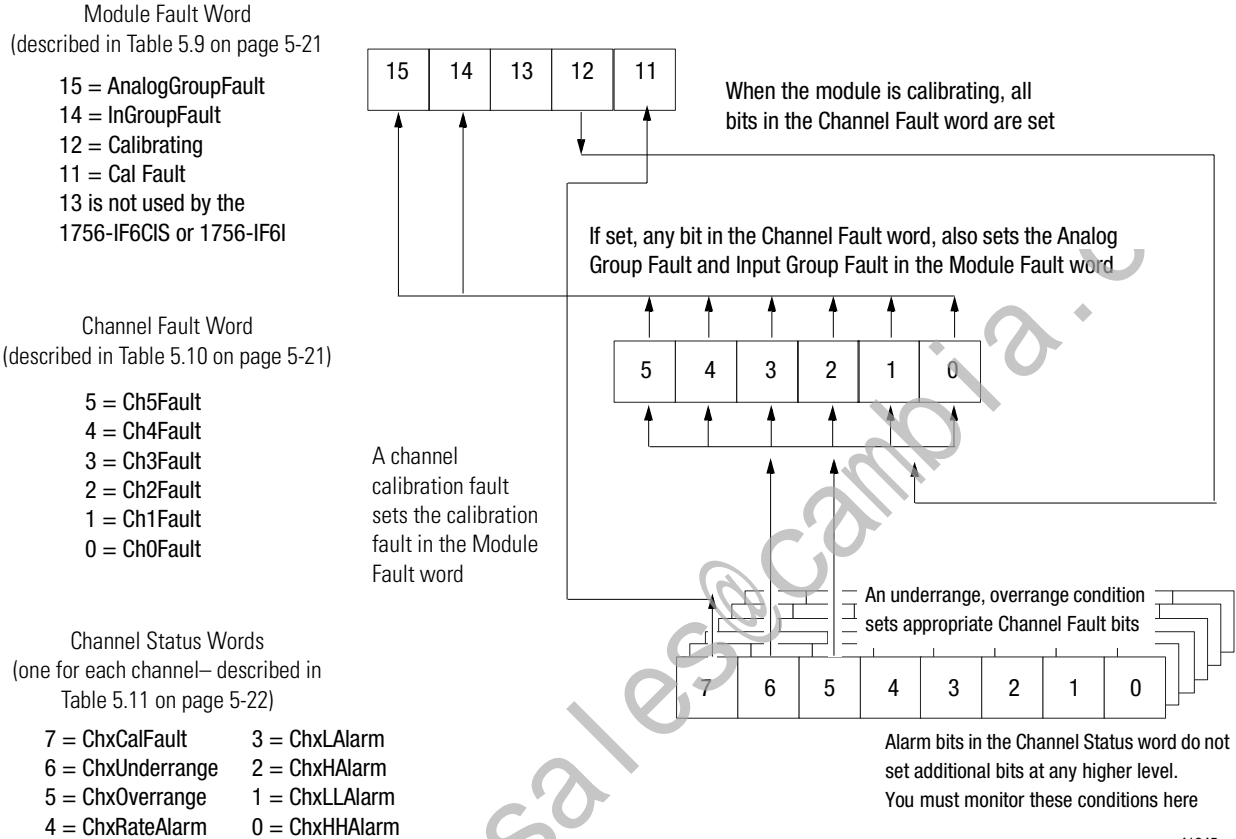 Module Fault Word
(described in Table 5.9 on page 5-21
15 = AnalogGroupFault
14 = InGroupFault
12 = Calibrating
11 = Cal Fault
13 is not used by the
1756-IF6CIS or 1756-IF6I
15 14 13 12 11
When the module is calibrating, all
bits in the Channel Fault word are set
If set, any bit in the Channel Fault word, also sets the Analog
Group Fault and Input Group Fault in the Module Fault word
Channel Fault Word
(described in Table 5.10 on page 5-21)
5 = Ch5Fault
4 = Ch4Fault
3 = Ch3Fault
2 = Ch2Fault
1 = Ch1Fault
0 = Ch0Fault
5 4 3 2 1 0
A channel
calibration fault
sets the calibration
fault in the Module
Fault word
An underrange, overrange condition
sets appropriate Channel Fault bits
Channel Status Words
(one for each channel– described in
Table 5.11 on page 5-22)
7 = ChxCalFault 3 = ChxLAlarm
6 = ChxUnderrange 2 = ChxHAlarm
5 = ChxOverrange 1 = ChxLLAlarm
4 = ChxRateAlarm 0 = ChxHHAlarm
7 6 5 4 3 2 1 0
Alarm bits in the Channel Status word do not
set additional bits at any higher level.
You must monitor these conditions here
sales@cambia.